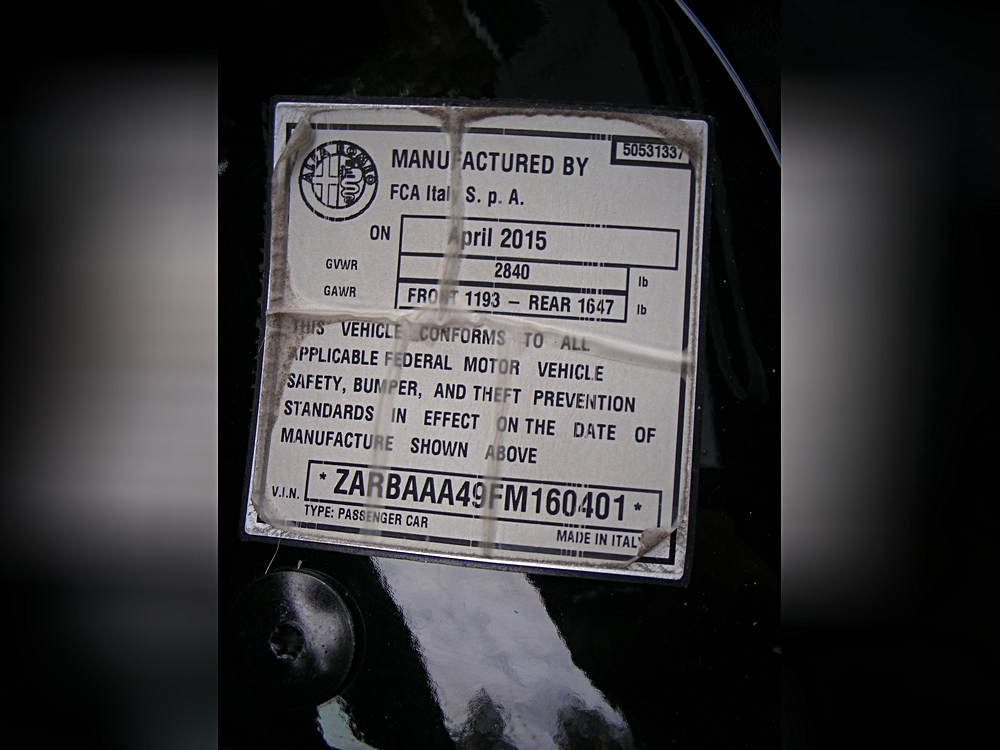 50531337
ALFA ROMEO
MANUFACTURED BY
FCA Italy S. p. A.
ON April 2015
GVWR 2840 lb
GAWR FRONT 1193 – REAR 1647 lb
THIS VEHICLE CONFORMS TO ALL
APPLICABLE FEDERAL MOTOR VEHICLE
SAFETY, BUMPER, AND THEFT PREVENTION
STANDARDS IN EFFECT ON THE DATE OF
MANUFACTURE SHOWN ABOVE
V.I.N. * ZARBAAA49FM160401 *
TYPE: PASSENGER CAR
MADE IN ITALY